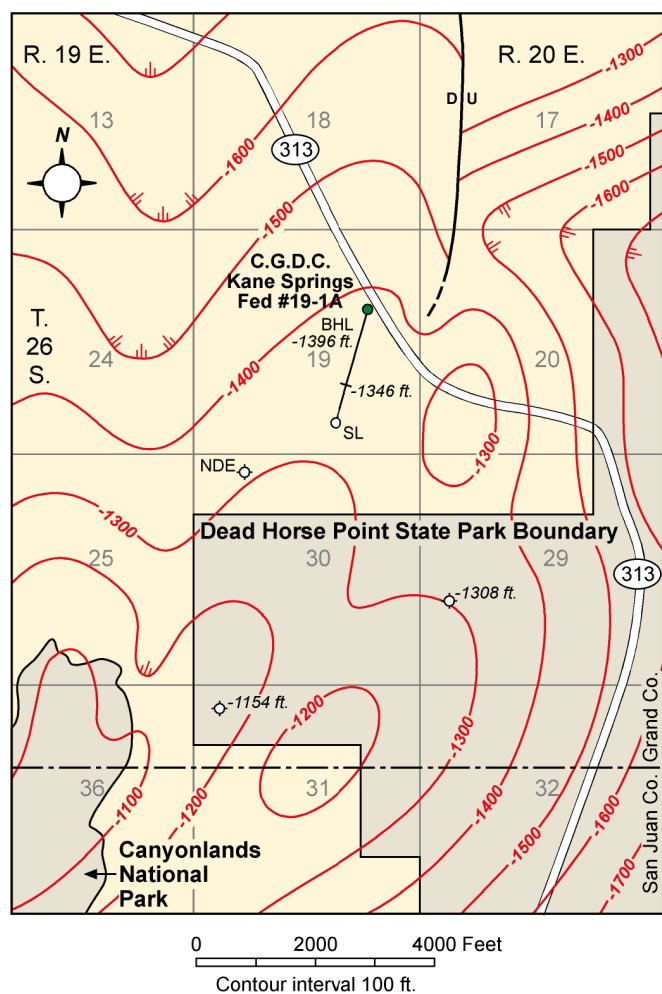 R. 19 E.
R. 20 E.
-1300
13
18
D U
17
-1400
N
313
-1600
-1500
-1600
-1500
C.G.D.C.
Kane Springs
Fed #19-1A
T.
26
S.
BHL
-1396 ft.
24
19
20
-1400
-1346 ft.
SL
-1300
NDE
-1300
Dead Horse Point State Park Boundary
25
30
29
313
-1308 ft.
-1154 ft.
-1200
-1300
Grand Co.
San Juan Co.
36
31
32
-1100
-1200
-1400
-1500
-1600
-1700
Canyonlands
National
Park
0 2000 4000 Feet
Contour interval 100 ft.